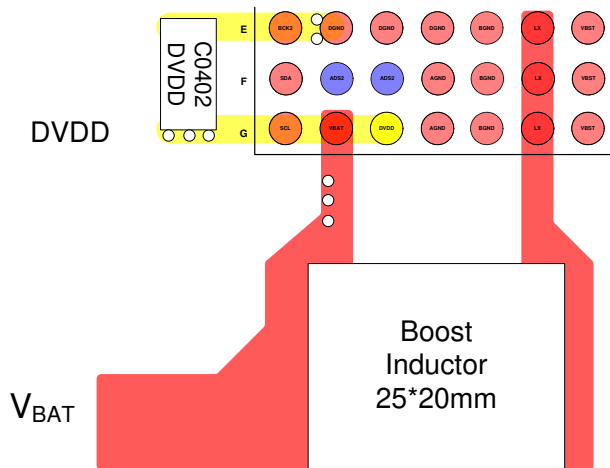 E BCK2 DGND DGND DGND BGND LX VBST
C0402
DVDD
F SDA ADS2 ADS2 AGND BGND LX VBST
DVDD
G SCL VBAT DVDD AGND BGND LX VBST
Boost
Inductor
25*20mm
VBAT